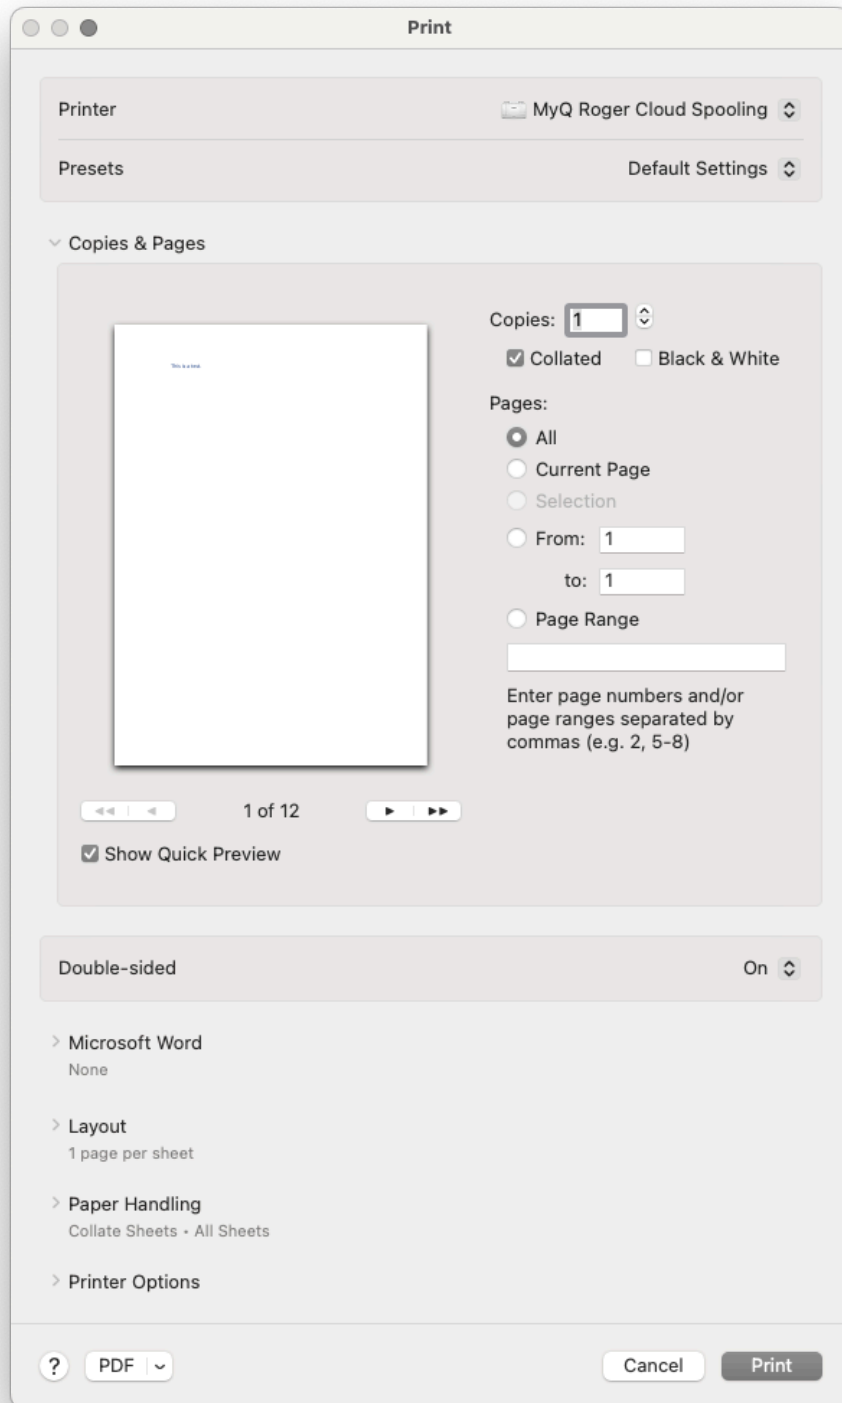 Print
Printer MyQ Roger Cloud Spooling
Presets Default Settings
Copies & Pages
This is a test.
Copies: 1
Collated Black & White
Pages:
All
Current Page
Selection
From: 1
to: 1
Page Range
Enter page numbers and/or
page ranges separated by
commas (e.g. 2, 5-8)
1 of 12
Show Quick Preview
Double-sided On
Microsoft Word
None
Layout
1 page per sheet
Paper Handling
Collate Sheets • All Sheets
Printer Options
? PDF Cancel Print